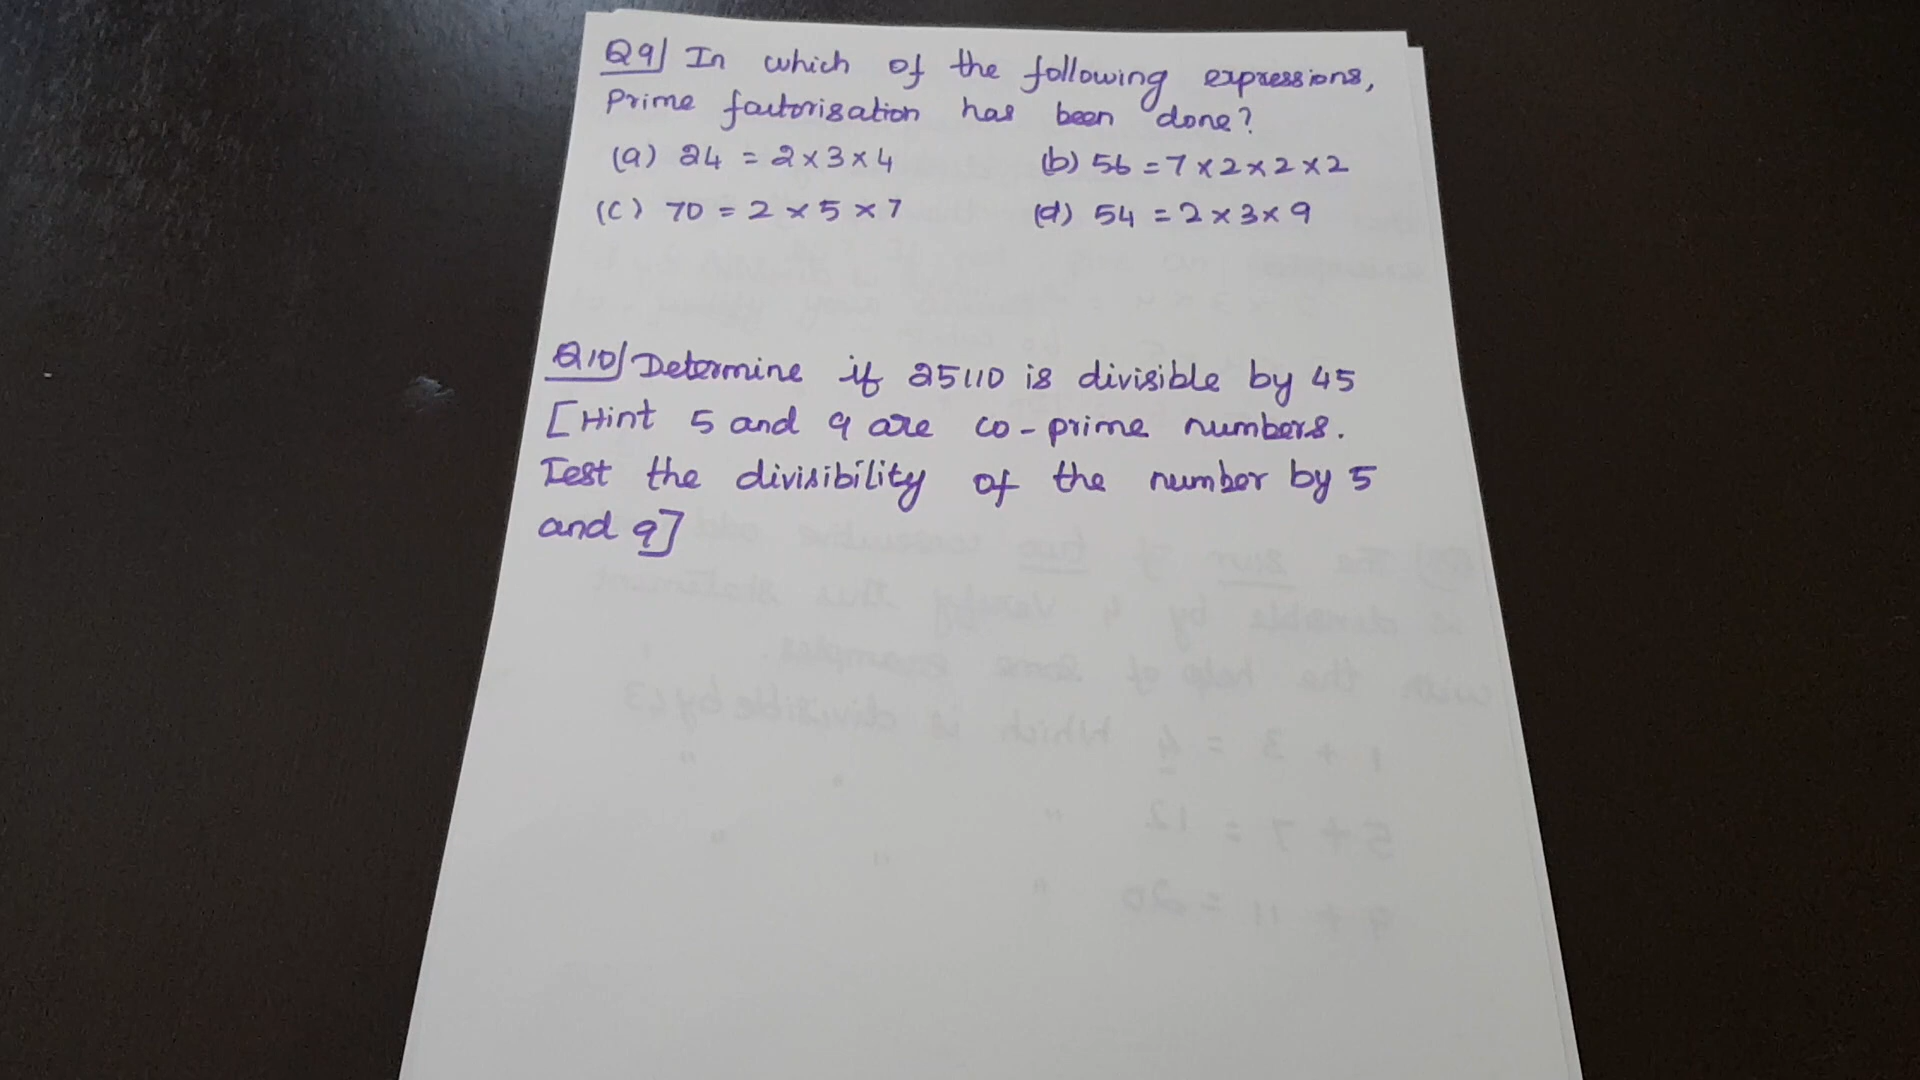 Q9/ In which of the following expressions,
Prime factorisation has been done?
(a) 24 = 2 × 3 × 4 (b) 56 = 7 × 2 × 2 × 2
(c) 70 = 2 × 5 × 7 (d) 54 = 2 × 3 × 9
Q10/ Determine if 25110 is divisible by 45
[Hint 5 and 9 are co-prime numbers.
Test the divisibility of the number by 5
and 9]